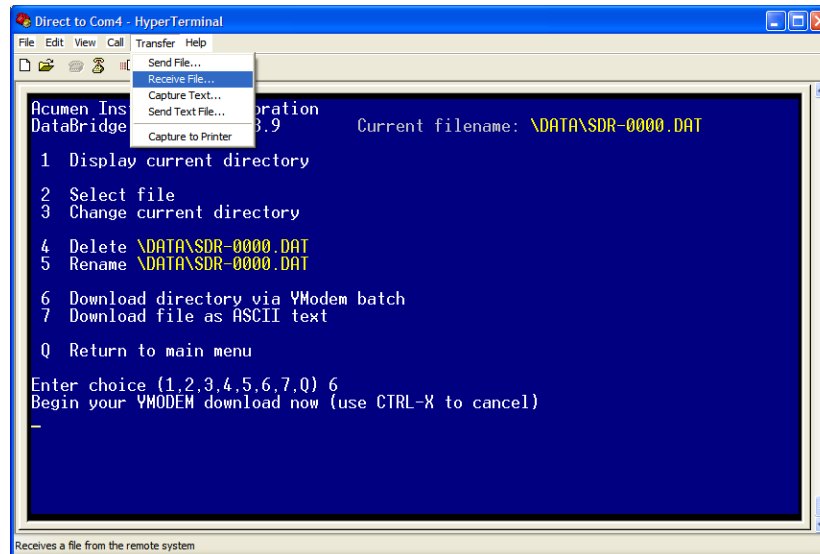 Direct to Com4 - HyperTerminal
File Edit View Call Transfer Help
Send File...
Receive File...
Capture Text...
Send Text File...
Capture to Printer
Acumen Ins oration
DataBridge 3.9 Current filename: \DATA\SDR-0000.DAT
1 Display current directory
2 Select file
3 Change current directory
4 Delete \DATA\SDR-0000.DAT
5 Rename \DATA\SDR-0000.DAT
6 Download directory via YModem batch
7 Download file as ASCII text
Q Return to main menu
Enter choice (1,2,3,4,5,6,7,Q) 6
Begin your YMODEM download now (use CTRL-X to cancel)
Receives a file from the remote system